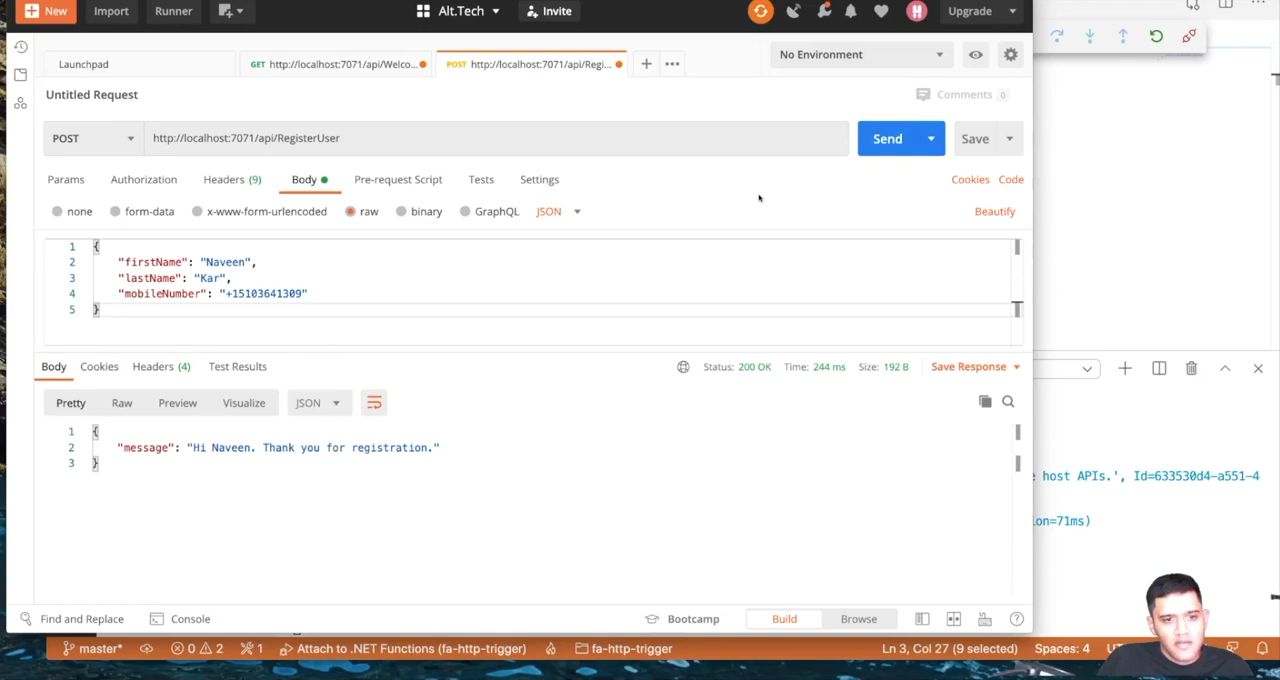 New Import Runner Alt.Tech Invite Upgrade
Launchpad GET http://localhost:7071/api/Welco... POST http://localhost:7071/api/Regi... No Environment
Untitled Request Comments 0
POST http://localhost:7071/api/RegisterUser Send Save
Params Authorization Headers (9) Body Pre-request Script Tests Settings Cookies Code
none form-data x-www-form-urlencoded raw binary GraphQL JSON Beautify
1 {
2 "firstName": "Naveen",
3 "lastName": "Kar",
4 "mobileNumber": "+15103641309"
5 }
Body Cookies Headers (4) Test Results Status: 200 OK Time: 244 ms Size: 192 B Save Response
Pretty Raw Preview Visualize JSON
1 {
2 "message": "Hi Naveen. Thank you for registration."
3 }
host APIs.', Id=633530d4-a551-4
ion=71ms)
Find and Replace Console Bootcamp Build Browse
master* 0 2 1 Attach to .NET Functions (fa-http-trigger) fa-http-trigger Ln 3, Col 27 (9 selected) Spaces: 4